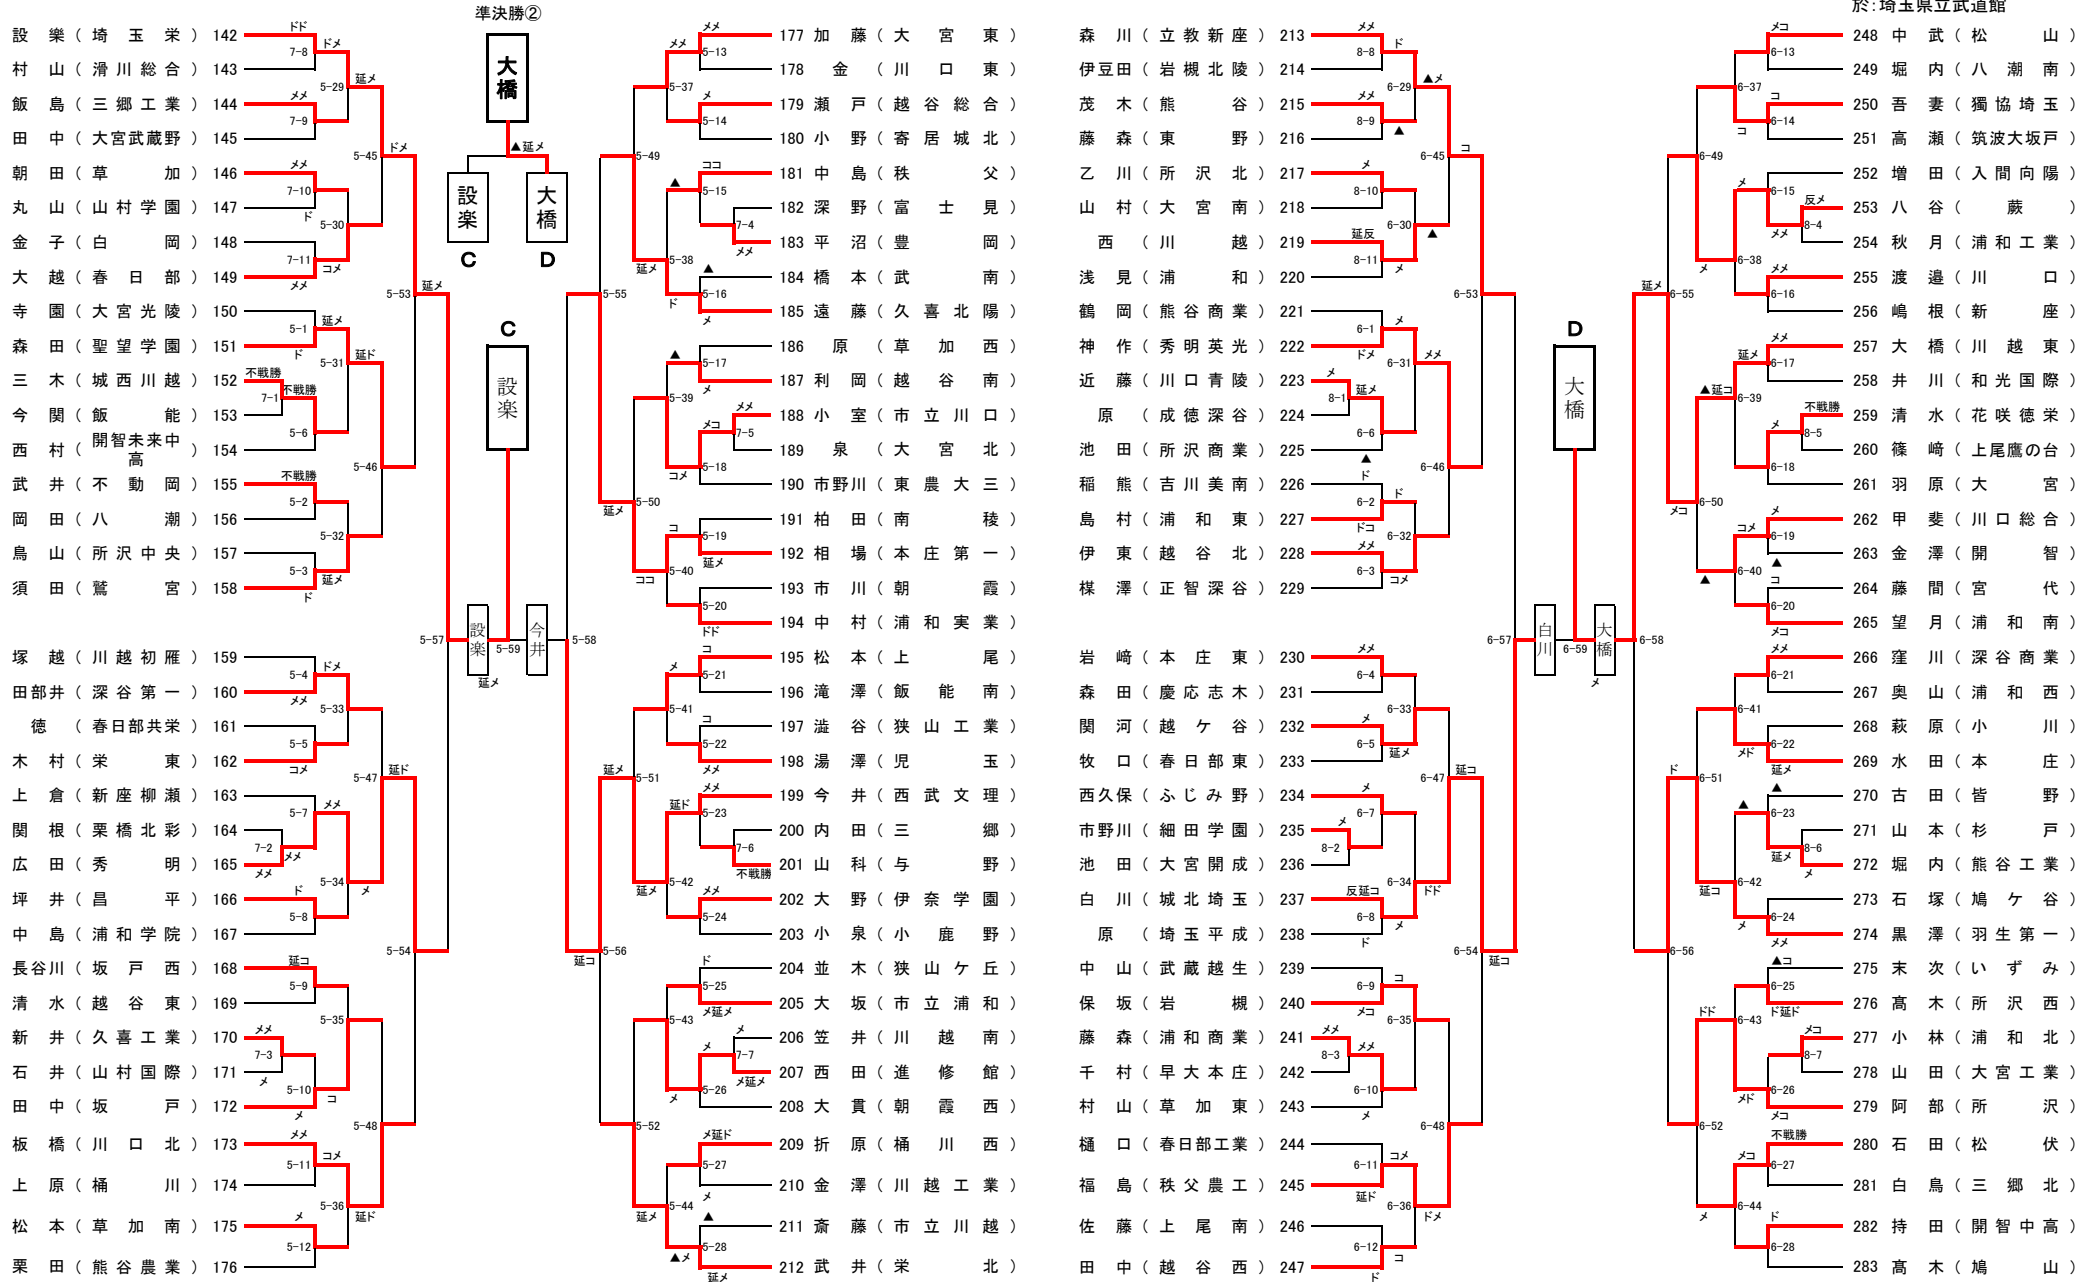 準決勝②
於:埼玉県立武道館
大橋
▲延メ
設楽
大橋
C
D
C
設楽
D
大橋
設楽
5-59
今井
延メ
白川
6-59
大橋
メ
設 樂 ( 埼玉栄 ) 142
村 山 ( 滑川総合 ) 143
飯 島 ( 三郷工業 ) 144
田 中 ( 大宮武蔵野 ) 145
朝 田 ( 草加 ) 146
丸 山 ( 山村学園 ) 147
金 子 ( 白岡 ) 148
大 越 ( 春日部 ) 149
寺 園 ( 大宮光陵 ) 150
森 田 ( 聖望学園 ) 151
三 木 ( 城西川越 ) 152
今 関 ( 飯能 ) 153
西 村 ( 開智未来中高 ) 154
武 井 ( 不動岡 ) 155
岡 田 ( 八潮 ) 156
鳥 山 ( 所沢中央 ) 157
須 田 ( 鷲宮 ) 158
塚 越 ( 川越初雁 ) 159
田部井 ( 深谷第一 ) 160
徳 ( 春日部共栄 ) 161
木 村 ( 栄東 ) 162
上 倉 ( 新座柳瀬 ) 163
関 根 ( 栗橋北彩 ) 164
広 田 ( 秀明 ) 165
坪 井 ( 昌平 ) 166
中 島 ( 浦和学院 ) 167
長谷川 ( 坂戸西 ) 168
清 水 ( 越谷東 ) 169
新 井 ( 久喜工業 ) 170
石 井 ( 山村国際 ) 171
田 中 ( 坂戸 ) 172
板 橋 ( 川口北 ) 173
上 原 ( 桶川 ) 174
松 本 ( 草加南 ) 175
栗 田 ( 熊谷農業 ) 176
177 加 藤 ( 大宮東 )
178 金 ( 川口東 )
179 瀬 戸 ( 越谷総合 )
180 小 野 ( 寄居城北 )
181 中 島 ( 秩父 )
182 深 野 ( 富士見 )
183 平 沼 ( 豊岡 )
184 橋 本 ( 武南 )
185 遠 藤 ( 久喜北陽 )
186 原 ( 草加西 )
187 利 岡 ( 越谷南 )
188 小 室 ( 市立川口 )
189 泉 ( 大宮北 )
190 市野川 ( 東農大三 )
191 柏 田 ( 南稜 )
192 相 場 ( 本庄第一 )
193 市 川 ( 朝霞 )
194 中 村 ( 浦和実業 )
195 松 本 ( 上尾 )
196 滝 澤 ( 飯能南 )
197 澁 谷 ( 狭山工業 )
198 湯 澤 ( 児玉 )
199 今 井 ( 西武文理 )
200 内 田 ( 三郷 )
201 山 科 ( 与野 )
202 大 野 ( 伊奈学園 )
203 小 泉 ( 小鹿野 )
204 並 木 ( 狭山ケ丘 )
205 大 坂 ( 市立浦和 )
206 笠 井 ( 川越南 )
207 西 田 ( 進修館 )
208 大 貫 ( 朝霞西 )
209 折 原 ( 桶川西 )
210 金 澤 ( 川越工業 )
211 斎 藤 ( 市立川越 )
212 武 井 ( 栄北 )
森 川 ( 立教新座 ) 213
伊豆田 ( 岩槻北陵 ) 214
茂 木 ( 熊谷 ) 215
藤 森 ( 東野 ) 216
乙 川 ( 所沢北 ) 217
山 村 ( 大宮南 ) 218
西 ( 川越 ) 219
浅 見 ( 浦和 ) 220
鶴 岡 ( 熊谷商業 ) 221
神 作 ( 秀明英光 ) 222
近 藤 ( 川口青陵 ) 223
原 ( 成徳深谷 ) 224
池 田 ( 所沢商業 ) 225
稲 熊 ( 吉川美南 ) 226
島 村 ( 浦和東 ) 227
伊 東 ( 越谷北 ) 228
楳 澤 ( 正智深谷 ) 229
岩 﨑 ( 本庄東 ) 230
森 田 ( 慶応志木 ) 231
関 河 ( 越ケ谷 ) 232
牧 口 ( 春日部東 ) 233
西久保 ( ふじみ野 ) 234
市野川 ( 細田学園 ) 235
池 田 ( 大宮開成 ) 236
白 川 ( 城北埼玉 ) 237
原 ( 埼玉平成 ) 238
中 山 ( 武蔵越生 ) 239
保 坂 ( 岩槻 ) 240
藤 森 ( 浦和商業 ) 241
千 村 ( 早大本庄 ) 242
村 山 ( 草加東 ) 243
樋 口 ( 春日部工業 ) 244
福 島 ( 秩父農工 ) 245
佐 藤 ( 上尾南 ) 246
田 中 ( 越谷西 ) 247
248 中 武 ( 松山 )
249 堀 内 ( 八潮南 )
250 吾 妻 ( 獨協埼玉 )
251 高 瀬 ( 筑波大坂戸 )
252 増 田 ( 入間向陽 )
253 八 谷 ( 蕨 )
254 秋 月 ( 浦和工業 )
255 渡 邉 ( 川口 )
256 嶋 根 ( 新座 )
257 大 橋 ( 川越東 )
258 井 川 ( 和光国際 )
259 清 水 ( 花咲徳栄 )
260 篠 﨑 ( 上尾鷹の台 )
261 羽 原 ( 大宮 )
262 甲 斐 ( 川口総合 )
263 金 澤 ( 開智 )
264 藤 間 ( 宮代 )
265 望 月 ( 浦和南 )
266 窪 川 ( 深谷商業 )
267 奥 山 ( 浦和西 )
268 萩 原 ( 小川 )
269 水 田 ( 本庄 )
270 古 田 ( 皆野 )
271 山 本 ( 杉戸 )
272 堀 内 ( 熊谷工業 )
273 石 塚 ( 鳩ケ谷 )
274 黒 澤 ( 羽生第一 )
275 末 次 ( いずみ )
276 髙 木 ( 所沢西 )
277 小 林 ( 浦和北 )
278 山 田 ( 大宮工業 )
279 阿 部 ( 所沢 )
280 石 田 ( 松伏 )
281 白 鳥 ( 三郷北 )
282 持 田 ( 開智中高 )
283 髙 木 ( 鳩山 )